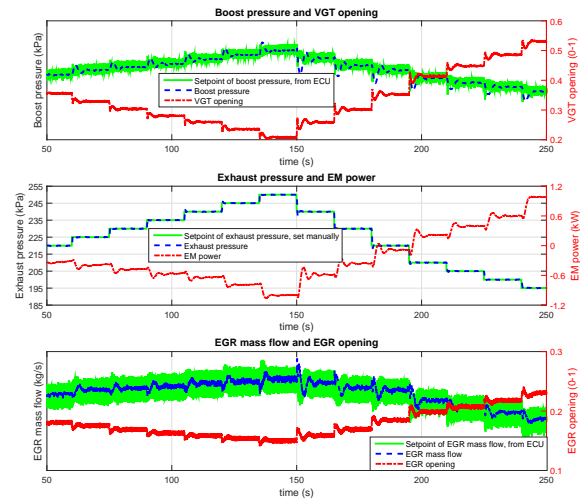 Boost pressure and VGT opening
Boost pressure (kPa)
Setpoint of boost pressure, from ECU
Boost pressure
VGT opening
0.6
0.5
0.4
0.3
0.2
VGT opening (0-1)
50 100 150 200 250
time (s)
Exhaust pressure and EM power
Exhaust pressure (kPa)
255
245
235
225
215
205
195
185
Setpoint of exhaust pressure, set manually
Exhaust pressure
EM power
1.2
0.6
0
-0.6
-1.2
EM power (kW)
50 100 150 200 250
time (s)
EGR mass flow and EGR opening
EGR mass flow (kg/s)
Setpoint of EGR mass flow, from ECU
EGR mass flow
EGR opening
0.3
0.2
0.1
EGR opening (0-1)
50 100 150 200 250
time (s)